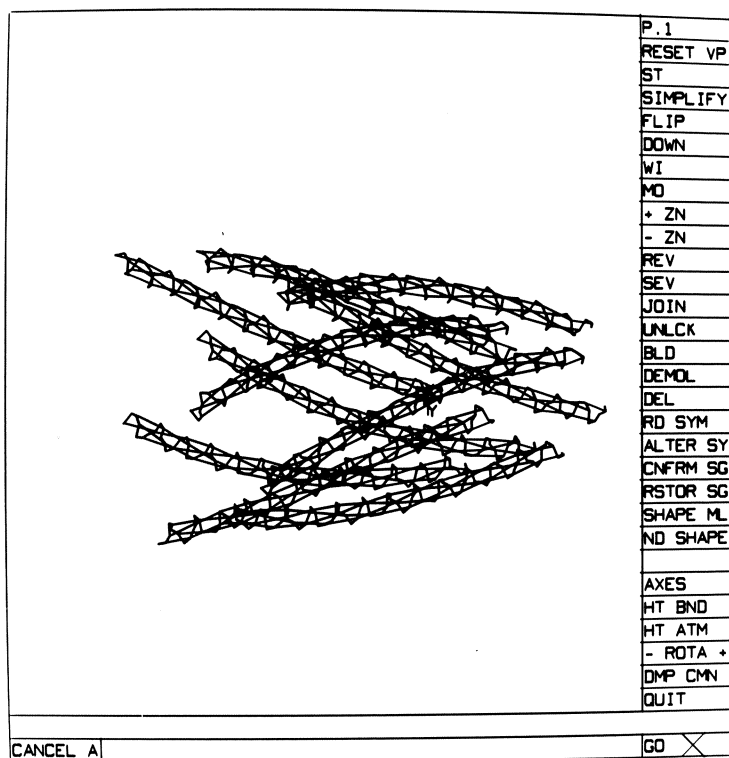 P.1
RESET VP
ST
SIMPLIFY
FLIP
DOWN
WI
MO
+ ZN
- ZN
REV
SEV
JOIN
UNLCK
BLD
DEMOL
DEL
RD SYM
ALTER SY
CNFRM SG
RSTOR SG
SHAPE ML
ND SHAPE
AXES
HT BND
HT ATM
- ROTA +
DMP CMN
QUIT
CANCEL A
GO